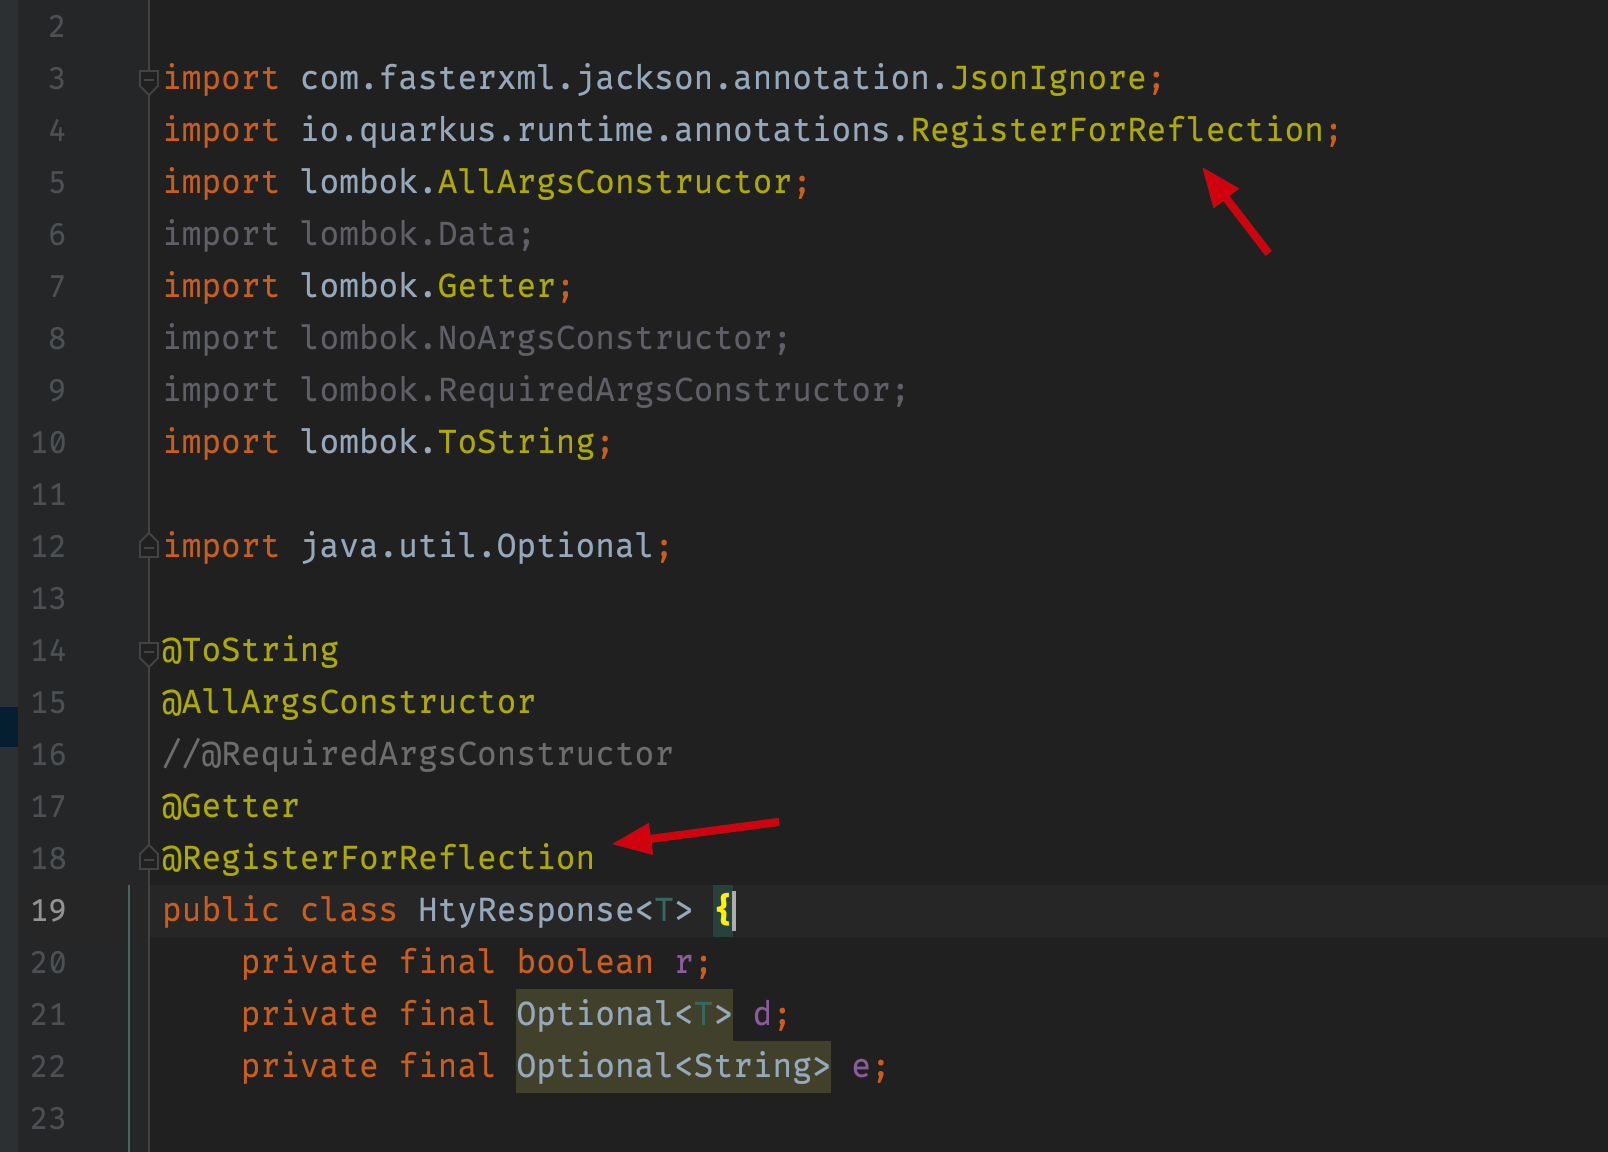 2
3 import com.fasterxml.jackson.annotation.JsonIgnore;
4 import io.quarkus.runtime.annotations.RegisterForReflection;
5 import lombok.AllArgsConstructor;
6 import lombok.Data;
7 import lombok.Getter;
8 import lombok.NoArgsConstructor;
9 import lombok.RequiredArgsConstructor;
10 import lombok.ToString;
11
12 import java.util.Optional;
13
14 @ToString
15 @AllArgsConstructor
16 //@RequiredArgsConstructor
17 @Getter
18 @RegisterForReflection
19 public class HtyResponse<T> {
20     private final boolean r;
21     private final Optional<T> d;
22     private final Optional<String> e;
23